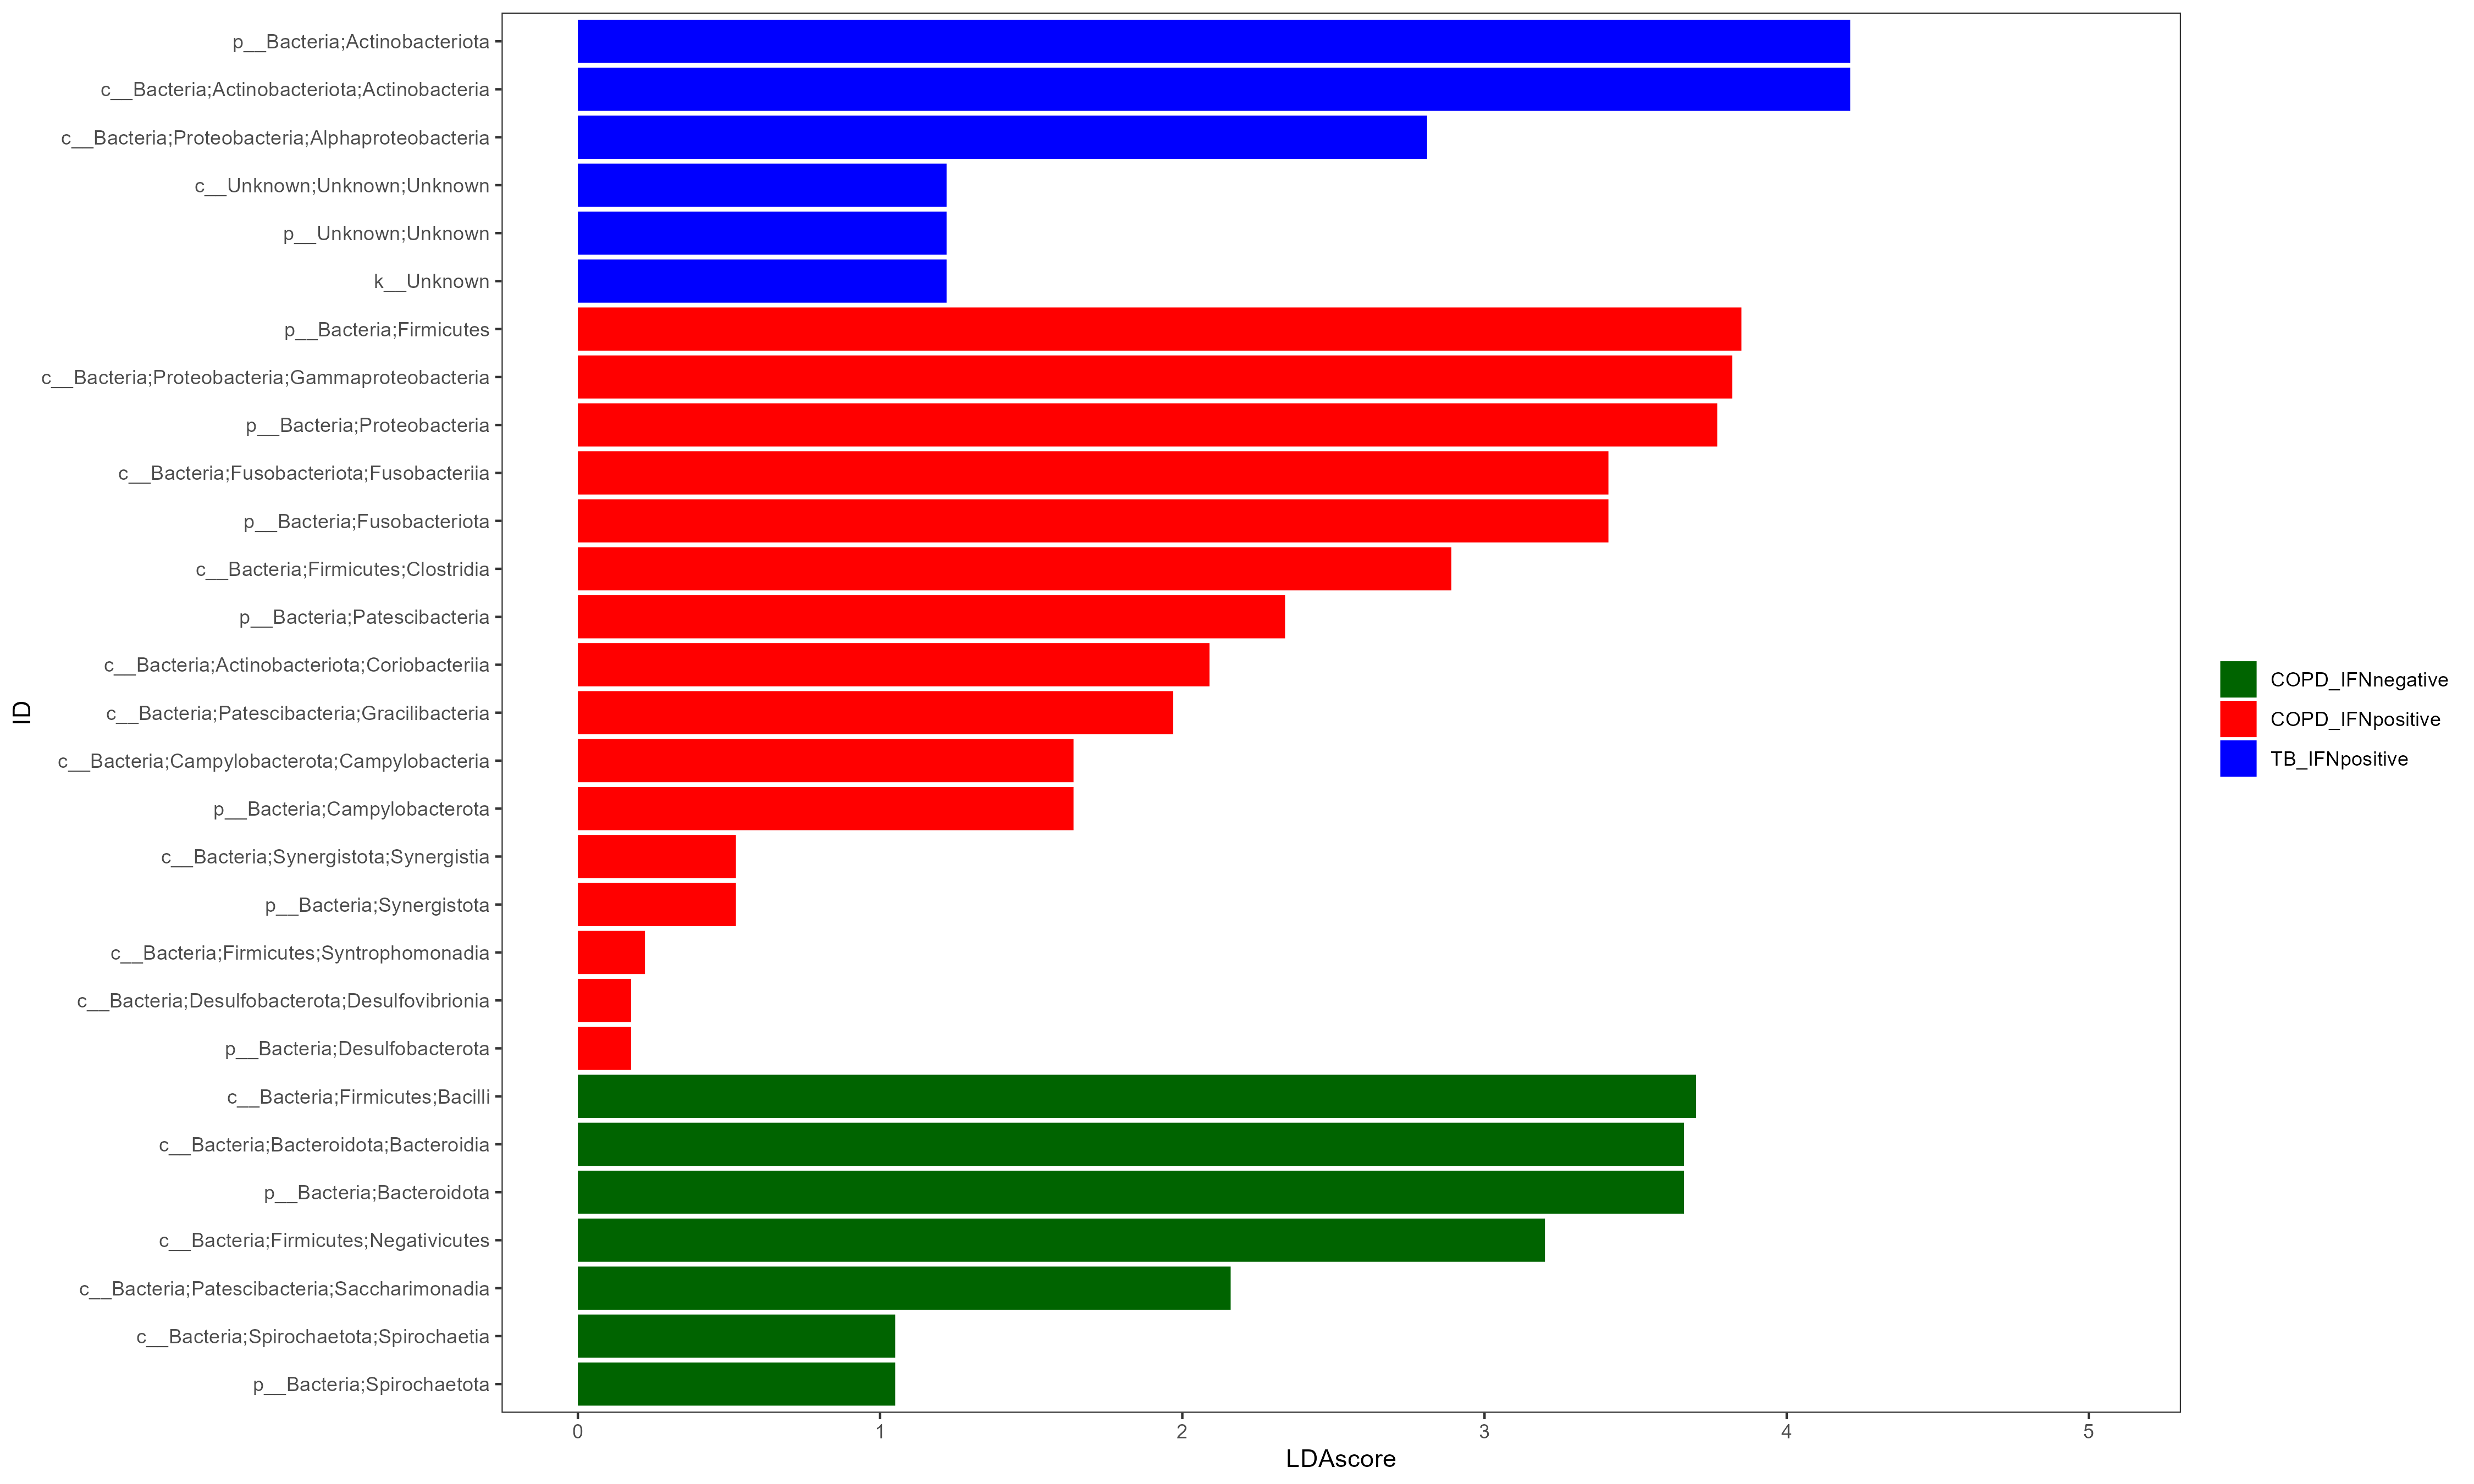 p__Bacteria;Actinobacteriota
c__Bacteria;Actinobacteriota;Actinobacteria
c__Bacteria;Proteobacteria;Alphaproteobacteria
c__Unknown;Unknown;Unknown
p__Unknown;Unknown
k__Unknown
p__Bacteria;Firmicutes
c__Bacteria;Proteobacteria;Gammaproteobacteria
p__Bacteria;Proteobacteria
c__Bacteria;Fusobacteriota;Fusobacteriia
p__Bacteria;Fusobacteriota
c__Bacteria;Firmicutes;Clostridia
p__Bacteria;Patescibacteria
c__Bacteria;Actinobacteriota;Coriobacteriia
c__Bacteria;Patescibacteria;Gracilibacteria
c__Bacteria;Campylobacterota;Campylobacteria
p__Bacteria;Campylobacterota
c__Bacteria;Synergistota;Synergistia
p__Bacteria;Synergistota
c__Bacteria;Firmicutes;Syntrophomonadia
c__Bacteria;Desulfobacterota;Desulfovibrionia
p__Bacteria;Desulfobacterota
c__Bacteria;Firmicutes;Bacilli
c__Bacteria;Bacteroidota;Bacteroidia
p__Bacteria;Bacteroidota
c__Bacteria;Firmicutes;Negativicutes
c__Bacteria;Patescibacteria;Saccharimonadia
c__Bacteria;Spirochaetota;Spirochaetia
p__Bacteria;Spirochaetota
ID
0 1 2 3 4 5
LDAscore
COPD_IFNnegative
COPD_IFNpositive
TB_IFNpositive